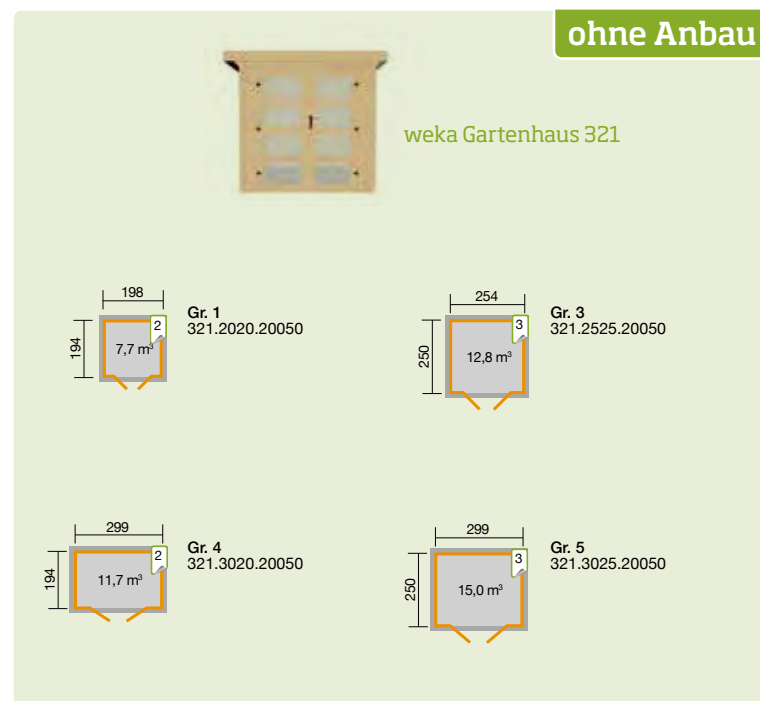 ohne Anbau
weka Gartenhaus 321
198
194
2
7,7 m³
Gr. 1
321.2020.20050
254
250
3
12,8 m³
Gr. 3
321.2525.20050
299
194
2
11,7 m³
Gr. 4
321.3020.20050
299
250
3
15,0 m³
Gr. 5
321.3025.20050